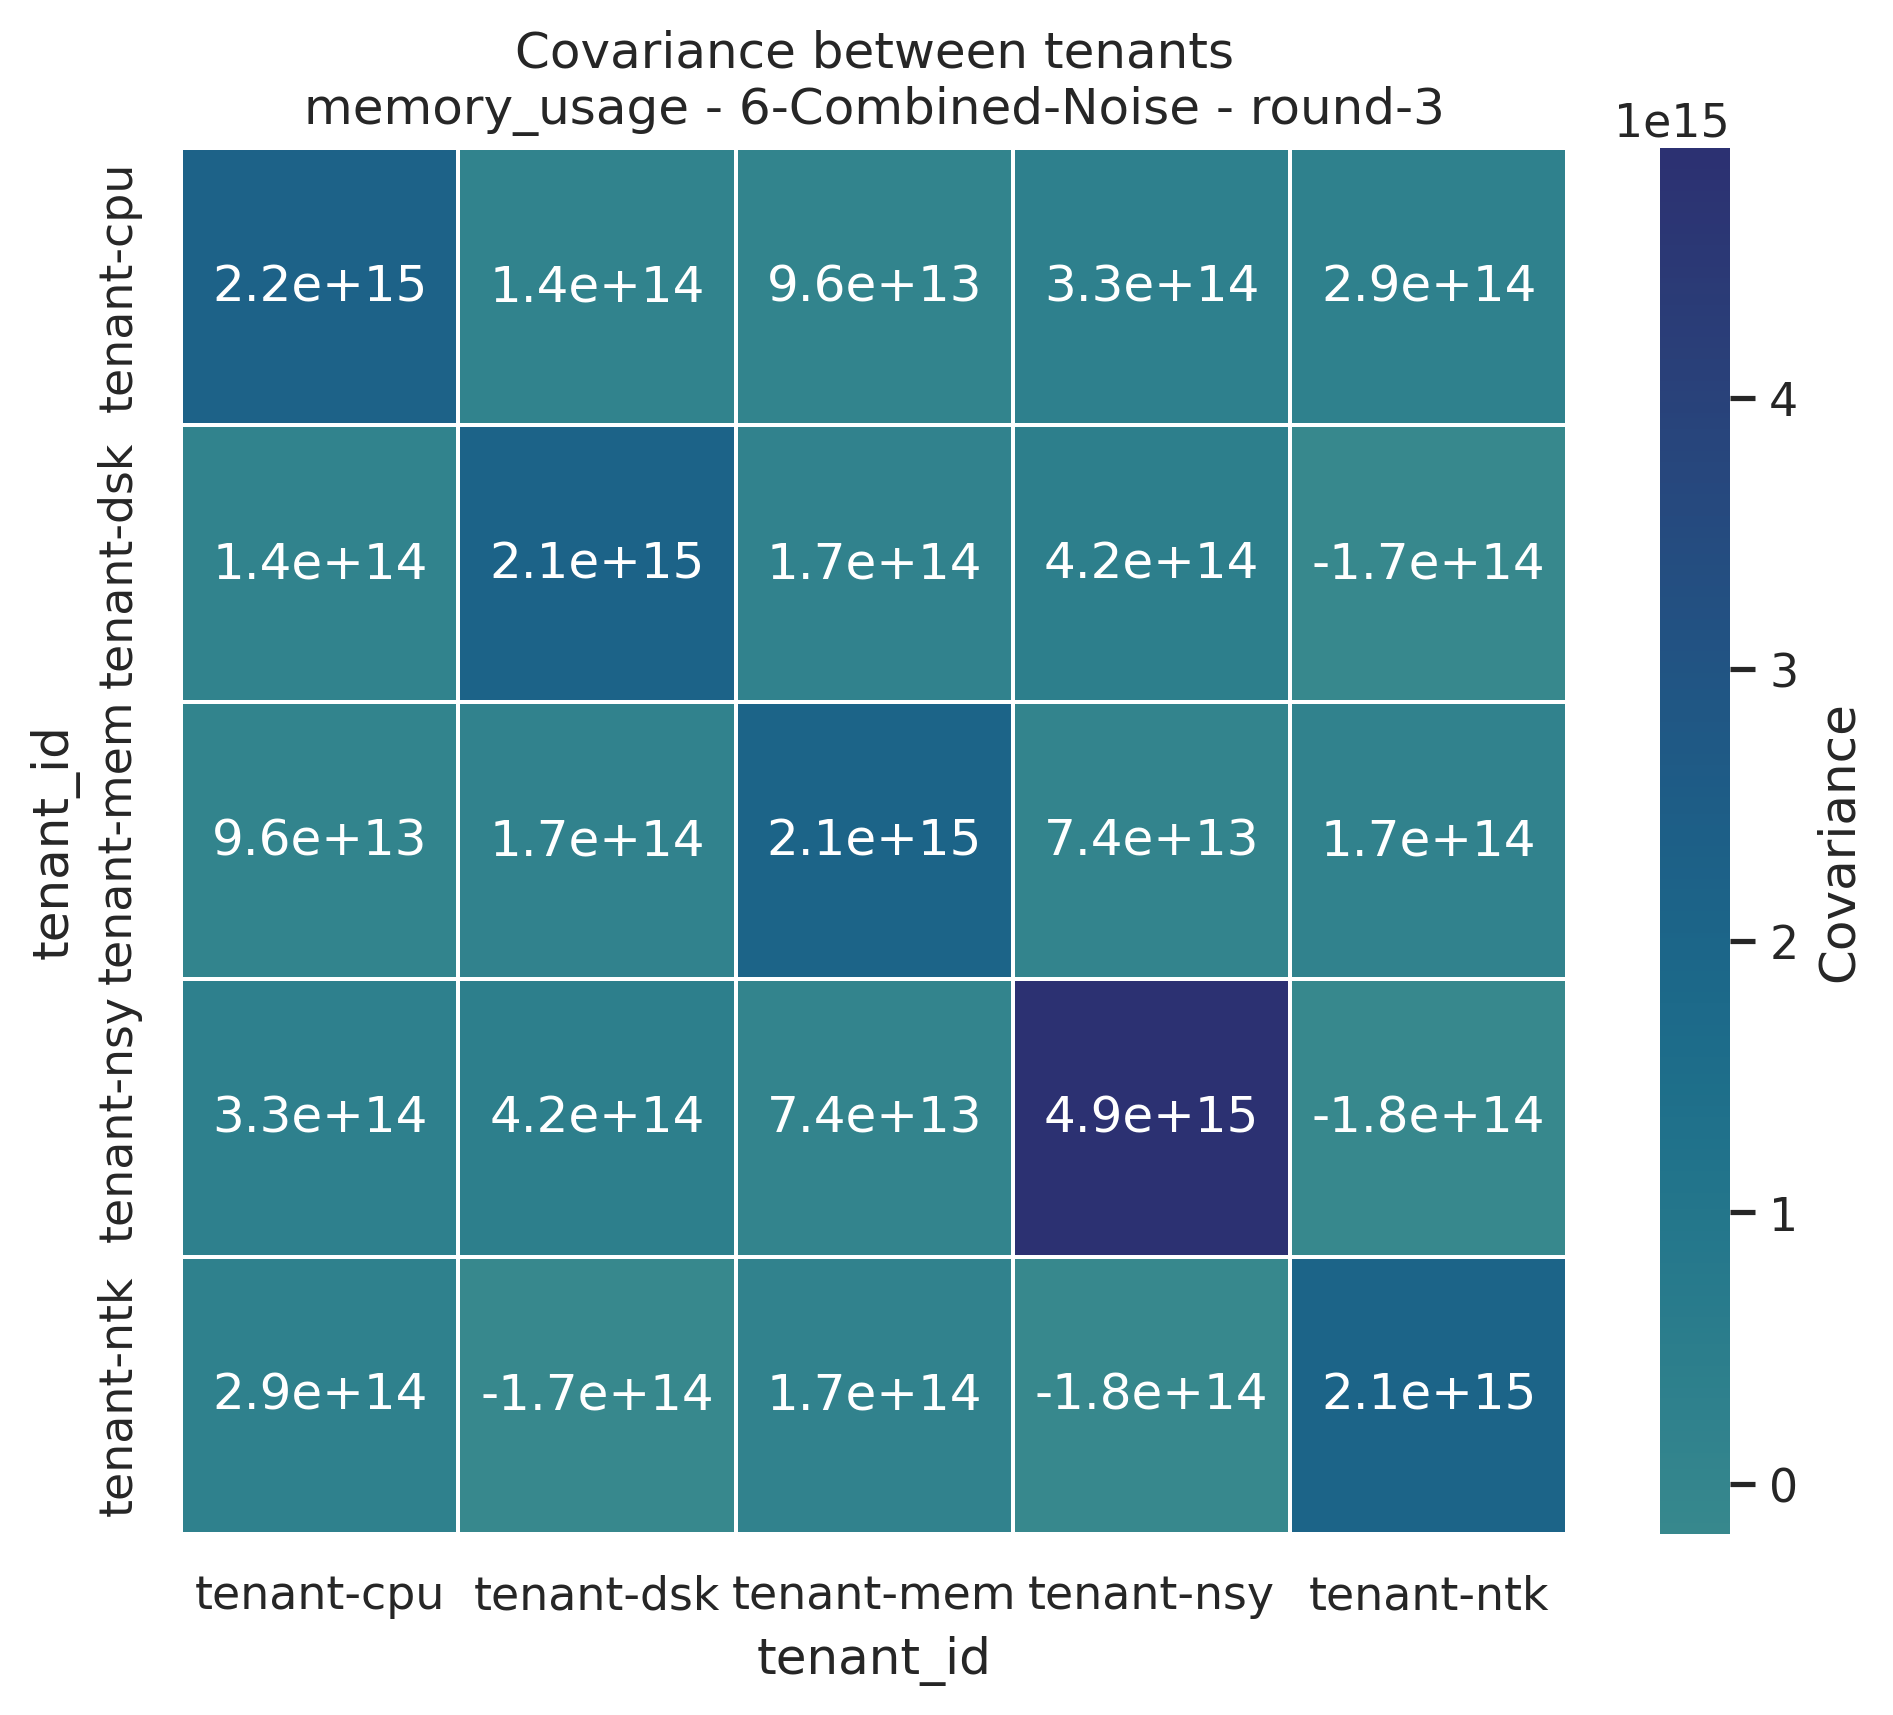 Covariance between tenants
memory_usage - 6-Combined-Noise - round-3
1e15
tenant-cpu 2.2e+15 1.4e+14 9.6e+13 3.3e+14 2.9e+14
tenant-dsk 1.4e+14 2.1e+15 1.7e+14 4.2e+14 -1.7e+14
tenant-mem 9.6e+13 1.7e+14 2.1e+15 7.4e+13 1.7e+14
tenant-nsy 3.3e+14 4.2e+14 7.4e+13 4.9e+15 -1.8e+14
tenant-ntk 2.9e+14 -1.7e+14 1.7e+14 -1.8e+14 2.1e+15
tenant-cpu tenant-dsk tenant-mem tenant-nsy tenant-ntk
tenant_id
tenant_id
4
3
2
1
0
Covariance